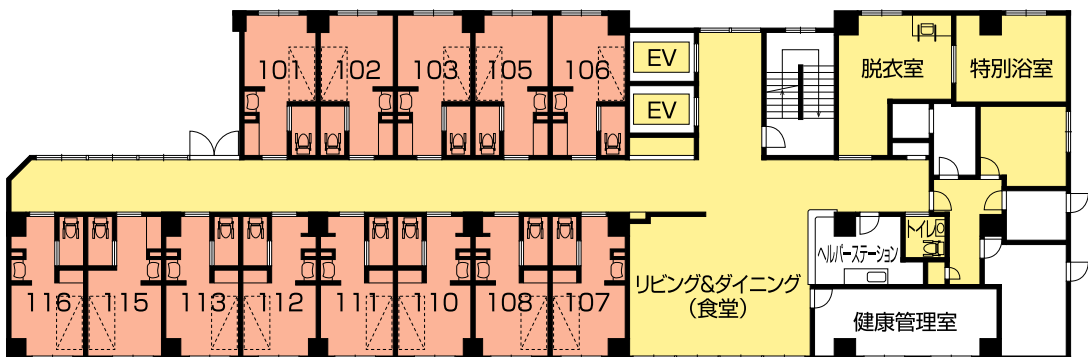 101
102
103
105
106
EV
EV
脱衣室
特別浴室
116
115
113
112
111
110
108
107
リビング&ダイニング
(食堂)
ヘルパーステーション
トイレ
健康管理室